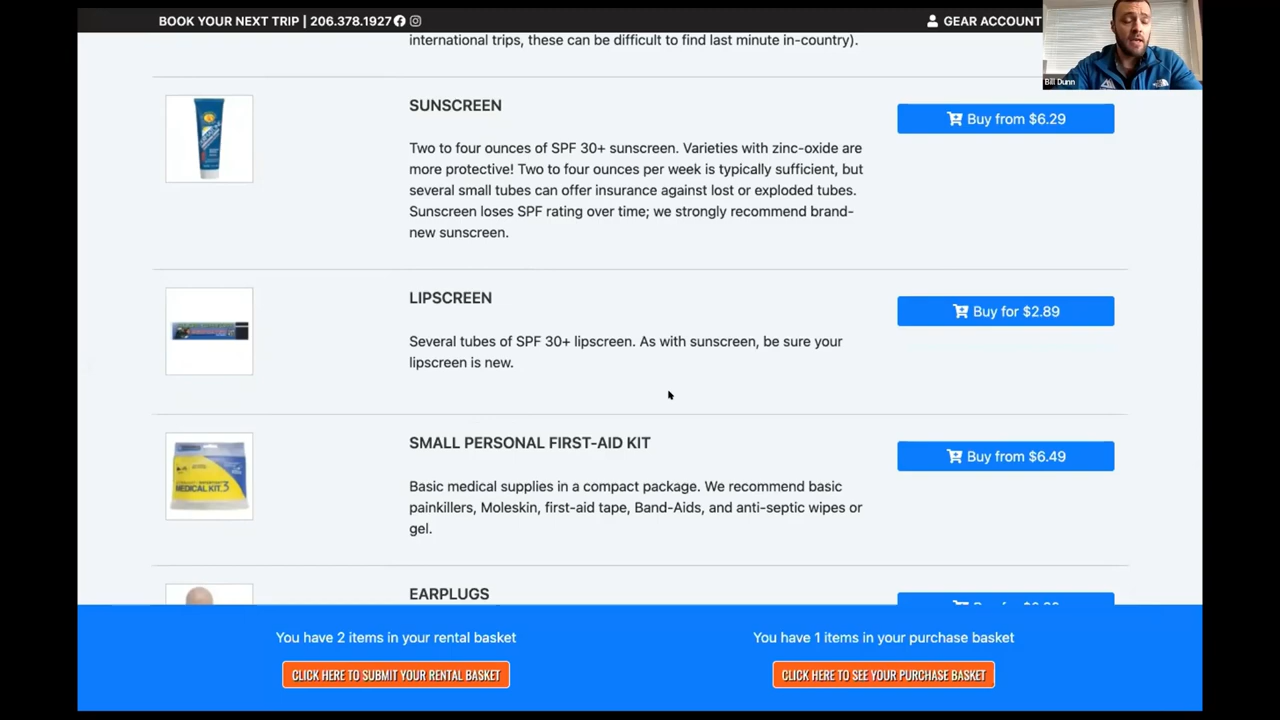 BOOK YOUR NEXT TRIP | 206.378.1927
GEAR ACCOUNT
Bill Dunn
international trips, these can be difficult to find last minute in-country).
SUNSCREEN
Buy from $6.29
Two to four ounces of SPF 30+ sunscreen. Varieties with zinc-oxide are
more protective! Two to four ounces per week is typically sufficient, but
several small tubes can offer insurance against lost or exploded tubes.
Sunscreen loses SPF rating over time; we strongly recommend brand-
new sunscreen.
LIPSCREEN
Buy for $2.89
Several tubes of SPF 30+ lipscreen. As with sunscreen, be sure your
lipscreen is new.
SMALL PERSONAL FIRST-AID KIT
Buy from $6.49
MEDICAL KIT.3
Basic medical supplies in a compact package. We recommend basic
painkillers, Moleskin, first-aid tape, Band-Aids, and anti-septic wipes or
gel.
EARPLUGS
You have 2 items in your rental basket
CLICK HERE TO SUBMIT YOUR RENTAL BASKET
You have 1 items in your purchase basket
CLICK HERE TO SEE YOUR PURCHASE BASKET